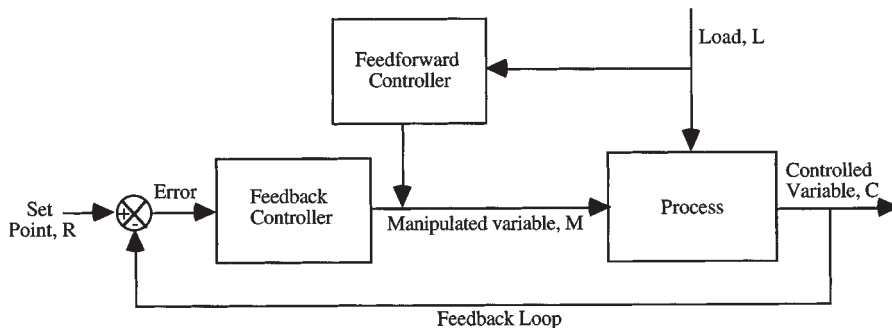 Load, L
Feedforward
Controller
Controlled
Variable, C
Error
Set
Point, R
+
-
Feedback
Controller
Manipulated variable, M
Process
Feedback Loop